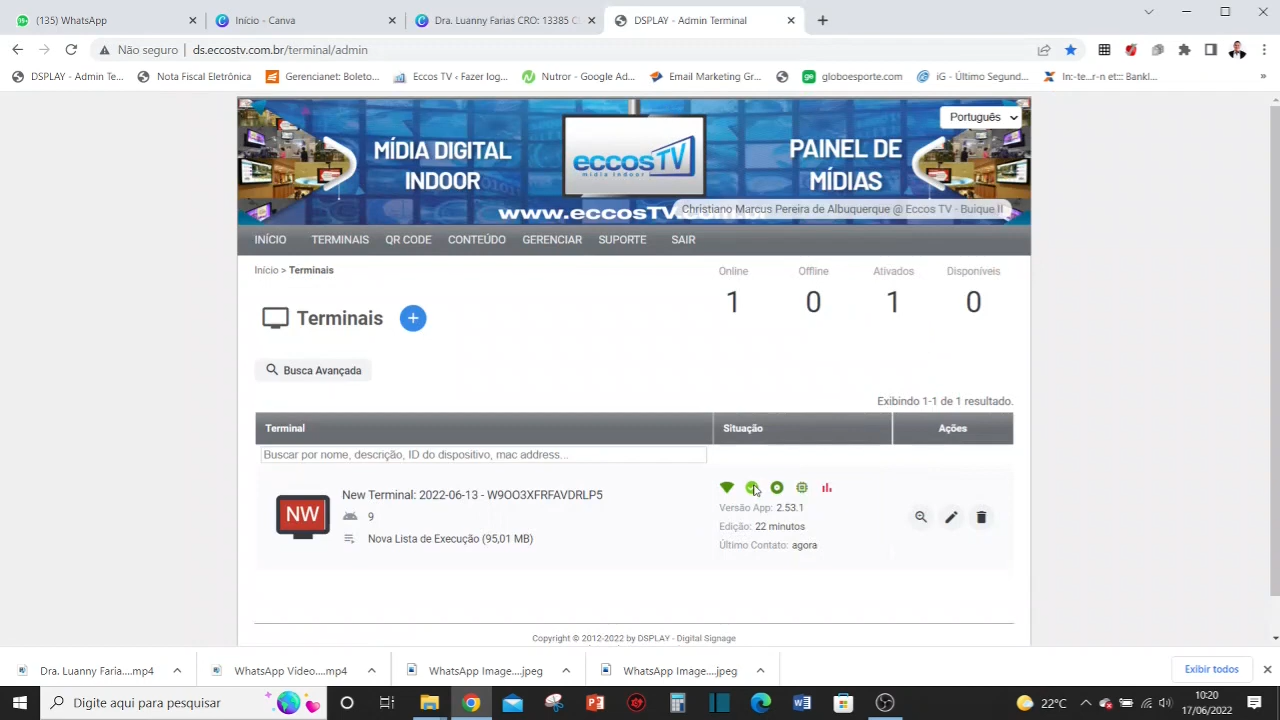 (135) WhatsApp
Início - Canva
Dra. Luanny Farias CRO: 13385 C
DSPLAY - Admin Terminal
Não seguro
ds.eccostv.com.br/terminal/admin
DSPLAY - Admin Te...
Nota Fiscal Eletrônica
Gerencianet: Boleto...
Eccos TV ‹ Fazer log...
Nutror - Google Ad...
Email Marketing Gr...
globoesporte.com
iG - Último Segund...
»
Português
MÍDIA DIGITAL
INDOOR
eccosTV
mídia indoor
PAINEL DE
MÍDIAS
Christiano Marcus Pereira de Albuquerque @ Eccos TV - Buique II
INÍCIO
TERMINAIS
QR CODE
CONTEÚDO
GERENCIAR
SUPORTE
SAIR
Início > Terminais
Online
Offline
Ativados
Disponíveis
1
0
1
0
Terminais
Busca Avançada
Exibindo 1-1 de 1 resultado.
Terminal
Situação
Ações
Buscar por nome, descrição, ID do dispositivo, mac address...
NW
New Terminal: 2022-06-13 - W9OO3XFRFAVDRLP5
9
Nova Lista de Execução (95,01 MB)
Versão App: 2.53.1
Edição: 22 minutos
Último Contato: agora
Copyright © 2012-2022 by DSPLAY - Digital Signage
Dra. Luanny Faria....mp4
WhatsApp Video....mp4
WhatsApp Image....jpeg
WhatsApp Image....jpeg
Exibir todos
Digite aqui para pesquisar
22°C
10:20
17/06/2022